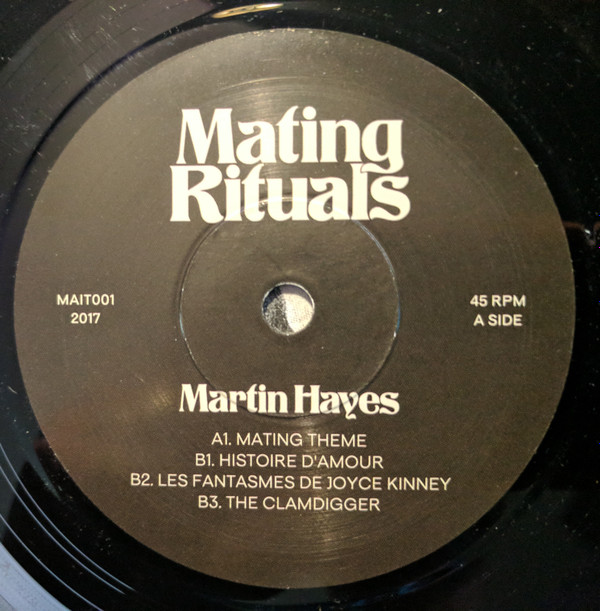 Mating
Rituals
MAIT001
2017
45 RPM
A SIDE
Martin Hayes
A1. MATING THEME
B1. HISTOIRE D'AMOUR
B2. LES FANTASMES DE JOYCE KINNEY
B3. THE CLAMDIGGER